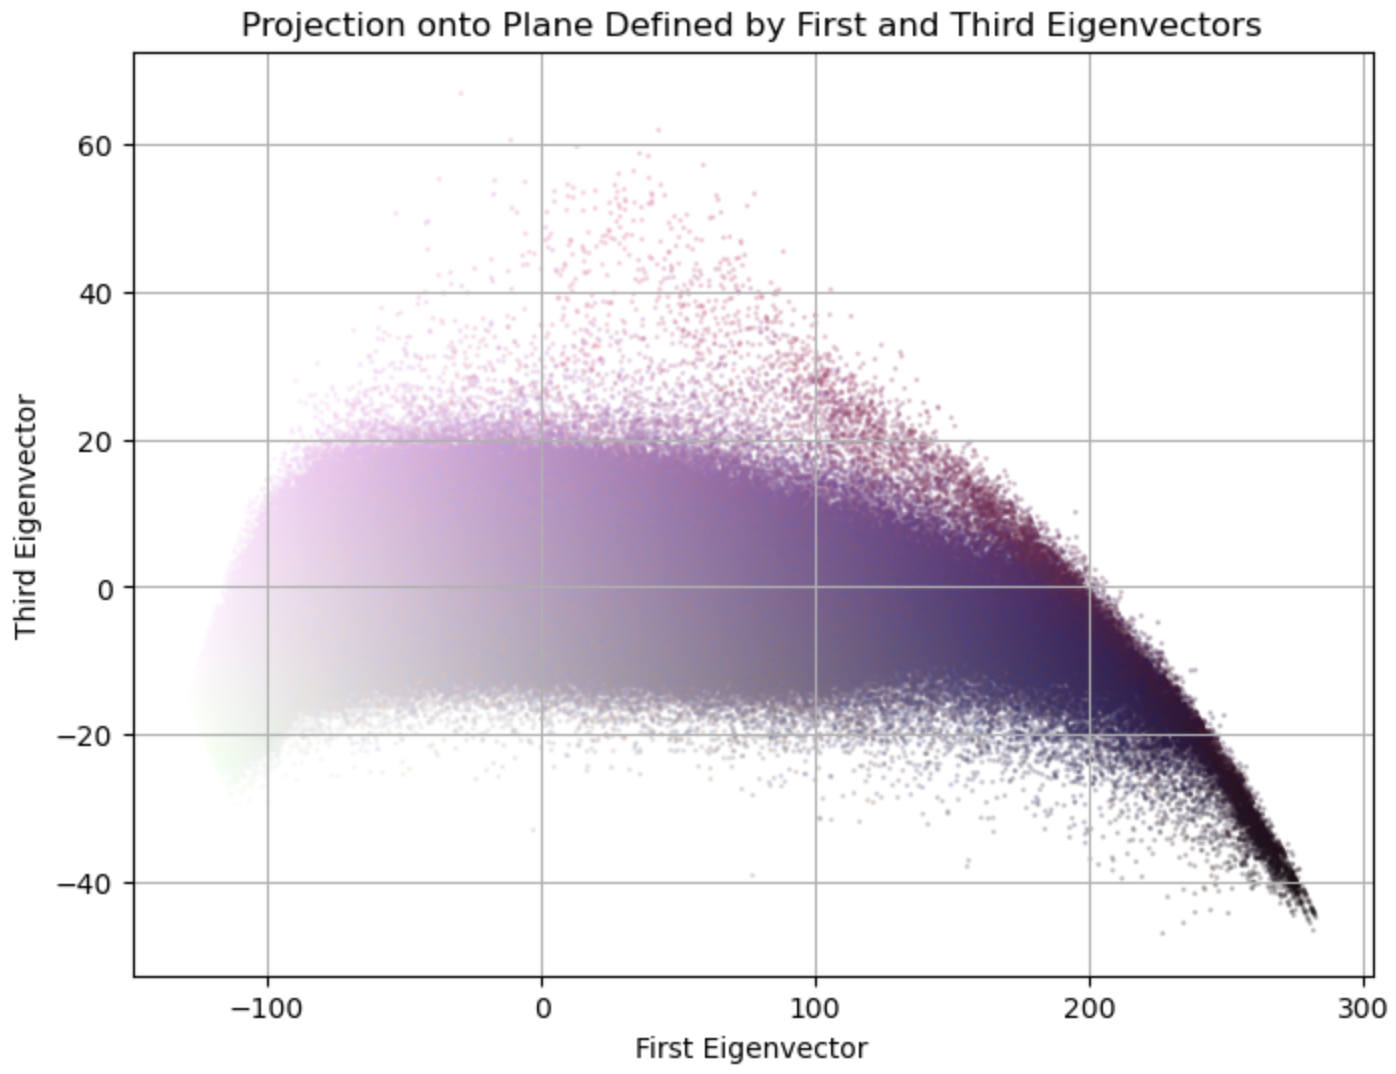 Projection onto Plane Defined by First and Third Eigenvectors
60
40
20
0
−20
−40
Third Eigenvector
−100 0 100 200 300
First Eigenvector